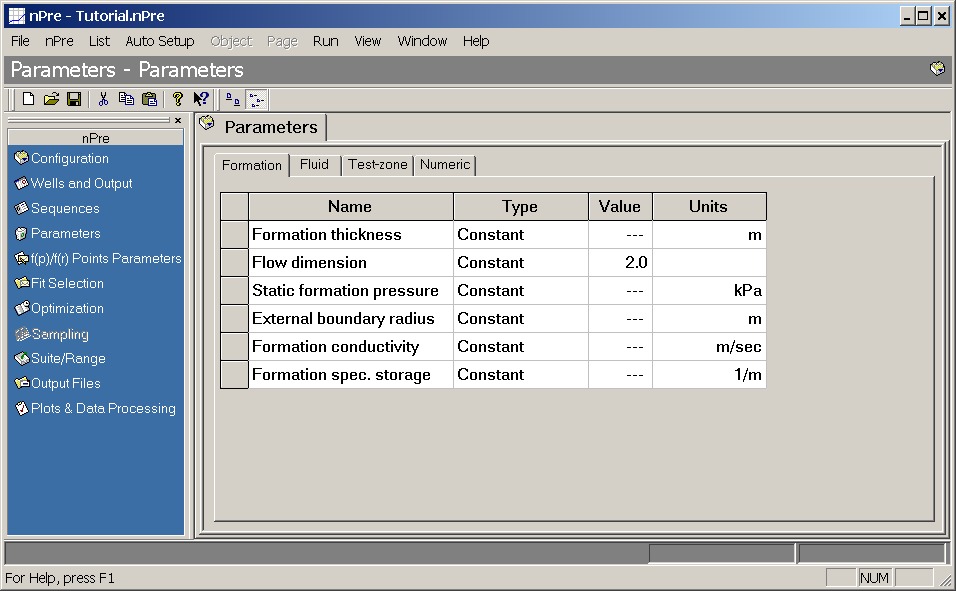 nPre - Tutorial.nPre
File nPre List Auto Setup Object Page Run View Window Help
Parameters - Parameters
nPre
Configuration
Wells and Output
Sequences
Parameters
f(p)/f(r) Points Parameters
Fit Selection
Optimization
Sampling
Suite/Range
Output Files
Plots & Data Processing
Parameters
Formation Fluid Test-zone Numeric
Name Type Value Units
Formation thickness Constant --- m
Flow dimension Constant 2.0
Static formation pressure Constant --- kPa
External boundary radius Constant --- m
Formation conductivity Constant --- m/sec
Formation spec. storage Constant --- 1/m
For Help, press F1 NUM